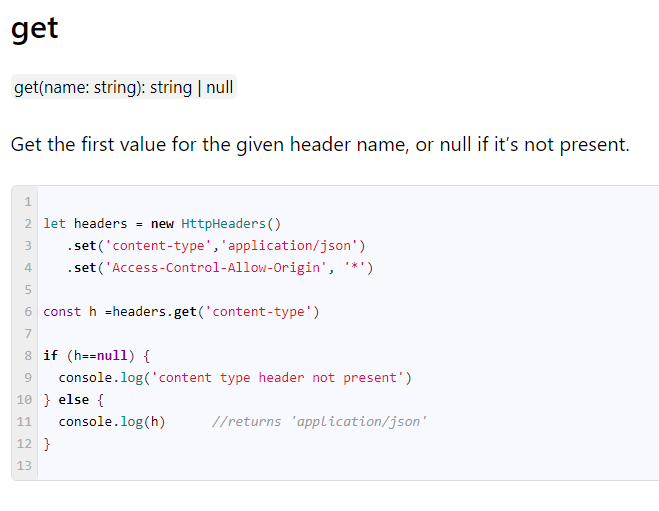 get
get(name: string): string | null
Get the first value for the given header name, or null if it’s not present.
1
2 let headers = new HttpHeaders()
3    .set('content-type','application/json')
4    .set('Access-Control-Allow-Origin', '*')
5
6 const h =headers.get('content-type')
7
8 if (h==null) {
9   console.log('content type header not present')
10 } else {
11   console.log(h)      //returns 'application/json'
12 }
13